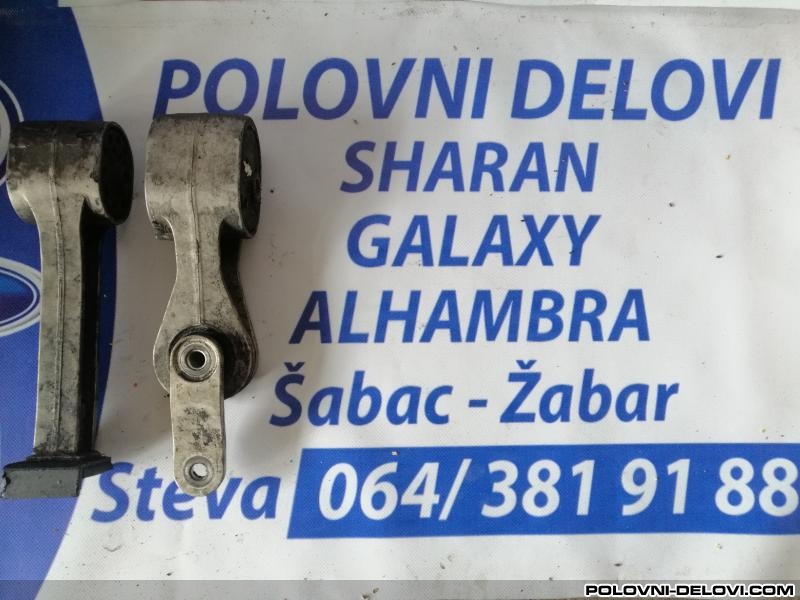 POLOVNI DELOVI
SHARAN
GALAXY
ALHAMBRA
Šabac - Žabar
Steva 064/ 381 91 88
POLOVNI-DELOVI.COM